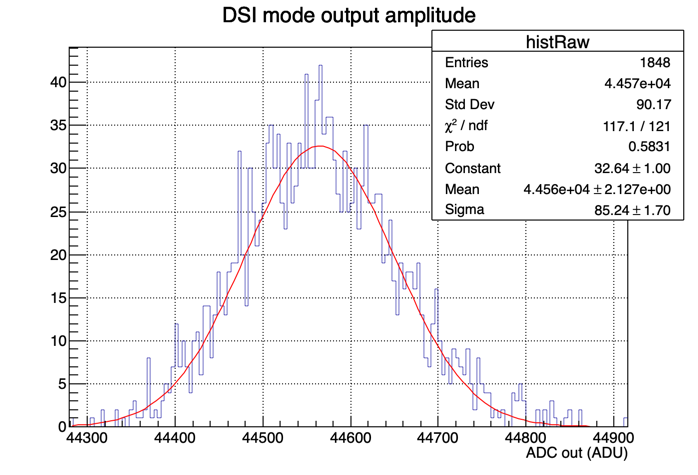 DSI mode output amplitude
histRaw
Entries 1848
Mean 4.457e+04
Std Dev 90.17
χ² / ndf 117.1 / 121
Prob 0.5831
Constant 32.64 ± 1.00
Mean 4.456e+04 ± 2.127e+00
Sigma 85.24 ± 1.70
40
35
30
25
20
15
10
5
0
44300 44400 44500 44600 44700 44800 44900
ADC out (ADU)